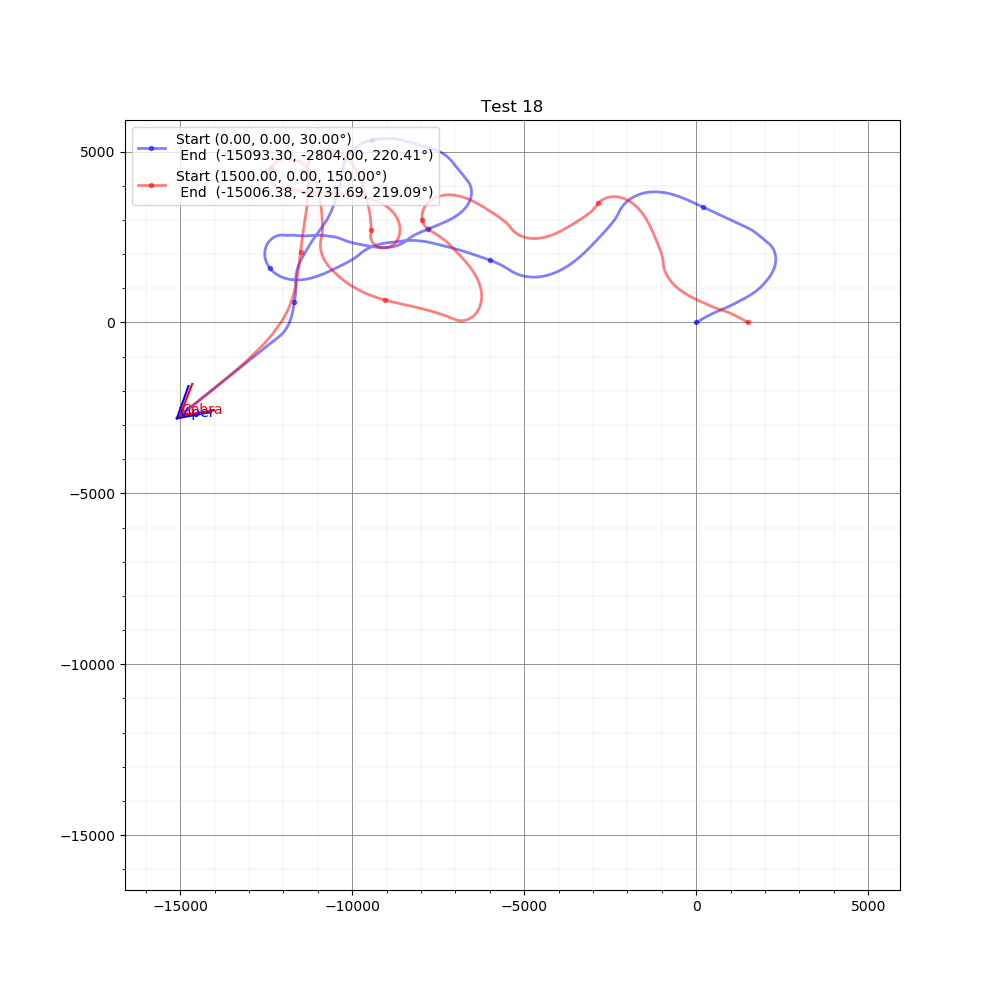 Test 18
Start (0.00, 0.00, 30.00°)
End (-15093.30, -2804.00, 220.41°)
Start (1500.00, 0.00, 150.00°)
End (-15006.38, -2731.69, 219.09°)
5000
0
−5000
−10000
−15000
Cobra
−15000
−10000
−5000
0
5000